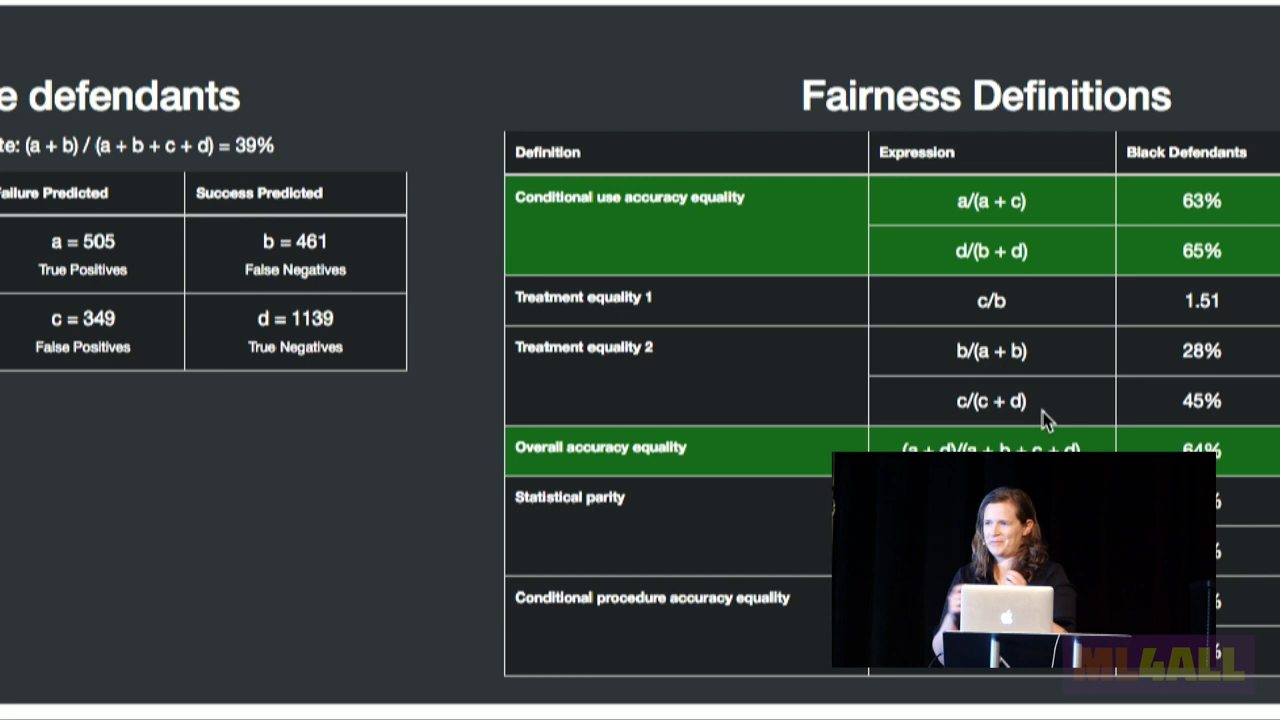 e defendants
te: (a + b) / (a + b + c + d) = 39%
ailure Predicted
Success Predicted
a = 505
True Positives
b = 461
False Negatives
c = 349
False Positives
d = 1139
True Negatives
Fairness Definitions
Definition
Expression
Black Defendants
Conditional use accuracy equality
a/(a + c)
63%
d/(b + d)
65%
Treatment equality 1
c/b
1.51
Treatment equality 2
b/(a + b)
28%
c/(c + d)
45%
Overall accuracy equality
(a + d)/(a + b + c + d)
64%
Statistical parity
%
%
Conditional procedure accuracy equality
%
%
ML4ALL